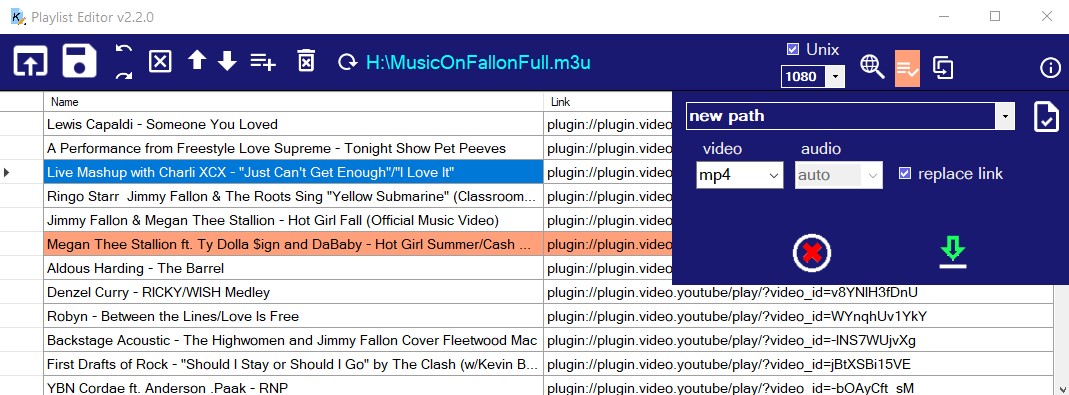 Playlist Editor v2.2.0
H:\MusicOnFallonFull.m3u
Unix
1080
Name Link
Lewis Capaldi - Someone You Loved plugin://plugin.video
A Performance from Freestyle Love Supreme - Tonight Show Pet Peeves plugin://plugin.video
Live Mashup with Charli XCX - "Just Can't Get Enough"/"I Love It" plugin://plugin.video
Ringo Starr Jimmy Fallon & The Roots Sing "Yellow Submarine" (Classroom... plugin://plugin.video
Jimmy Fallon & Megan Thee Stallion - Hot Girl Fall (Official Music Video) plugin://plugin.video
Megan Thee Stallion ft. Ty Dolla $ign and DaBaby - Hot Girl Summer/Cash ... plugin://plugin.video
Aldous Harding - The Barrel plugin://plugin.video
Denzel Curry - RICKY/WISH Medley plugin://plugin.video.youtube/play/?video_id=v8YNlH3fDnU
Robyn - Between the Lines/Love Is Free plugin://plugin.video.youtube/play/?video_id=WYnqhUv1YkY
Backstage Acoustic - The Highwomen and Jimmy Fallon Cover Fleetwood Mac plugin://plugin.video.youtube/play/?video_id=-lNS7WUjvXg
First Drafts of Rock - "Should I Stay or Should I Go" by The Clash (w/Kevin B... plugin://plugin.video.youtube/play/?video_id=jBtXSBi15VE
YBN Cordae ft. Anderson .Paak - RNP plugin://plugin.video.youtube/play/?video_id=-bOAyCft_sM
new path
video audio
mp4 auto replace link